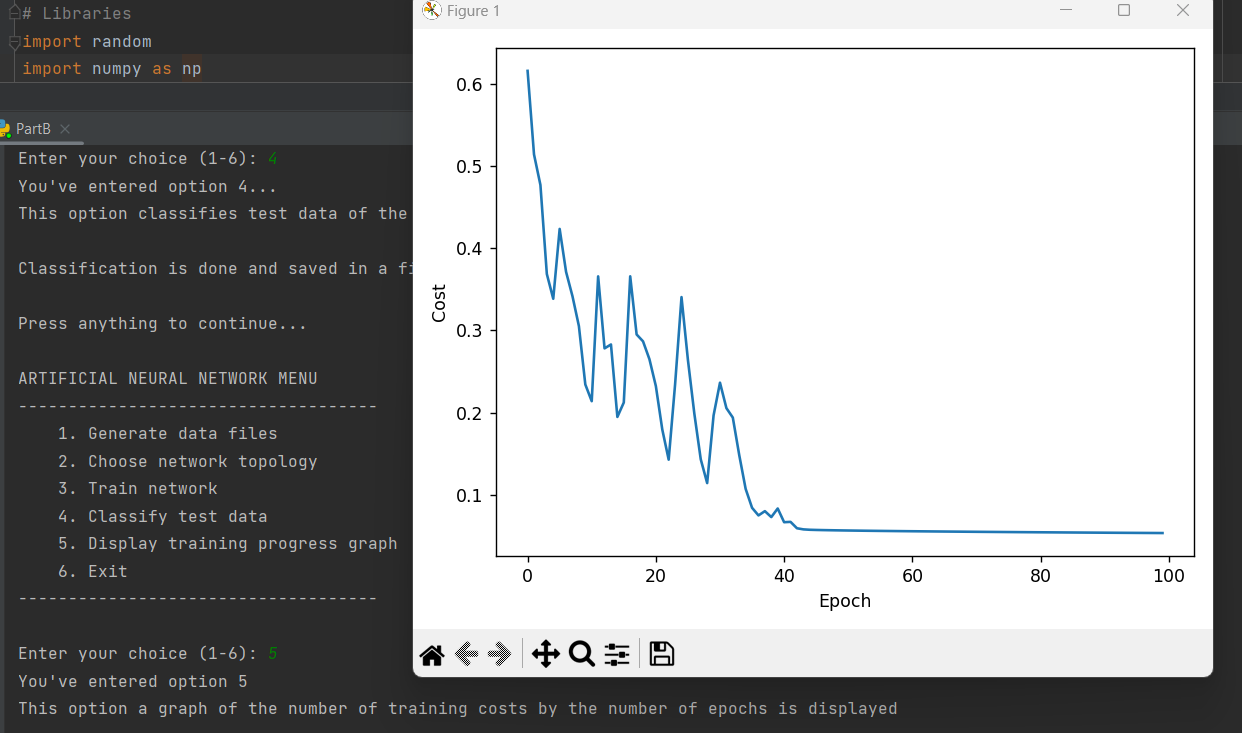 # Libraries
import random
import numpy as np
PartB
Enter your choice (1-6): 4
You've entered option 4...
This option classifies test data of the
Classification is done and saved in a fi
Press anything to continue...
ARTIFICIAL NEURAL NETWORK MENU
------------------------------------
1. Generate data files
2. Choose network topology
3. Train network
4. Classify test data
5. Display training progress graph
6. Exit
------------------------------------
Enter your choice (1-6): 5
You've entered option 5
This option a graph of the number of training costs by the number of epochs is displayed
Figure 1
0.6
0.5
0.4
0.3
0.2
0.1
Cost
0 20 40 60 80 100
Epoch